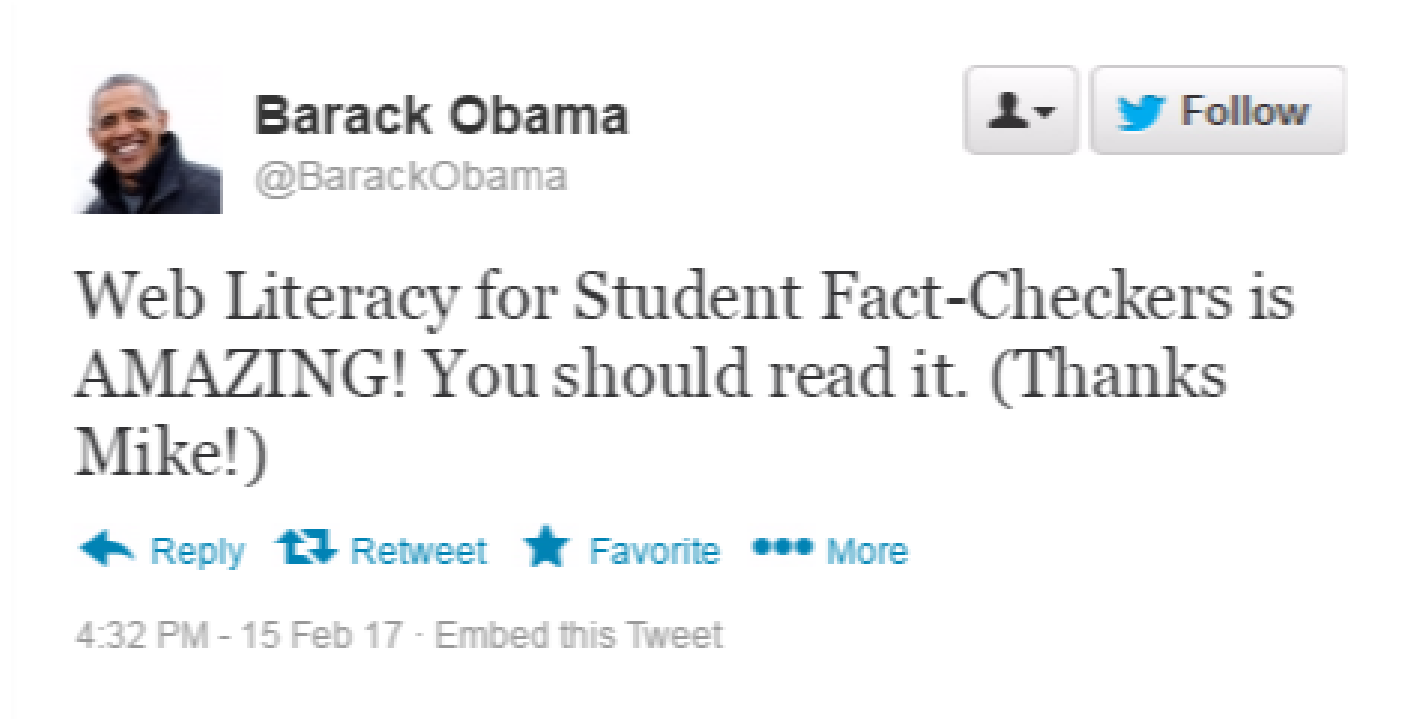 Barack Obama
@BarackObama
Follow
Web Literacy for Student Fact-Checkers is
AMAZING! You should read it. (Thanks
Mike!)
Reply Retweet Favorite More
4:32 PM - 15 Feb 17 · Embed this Tweet